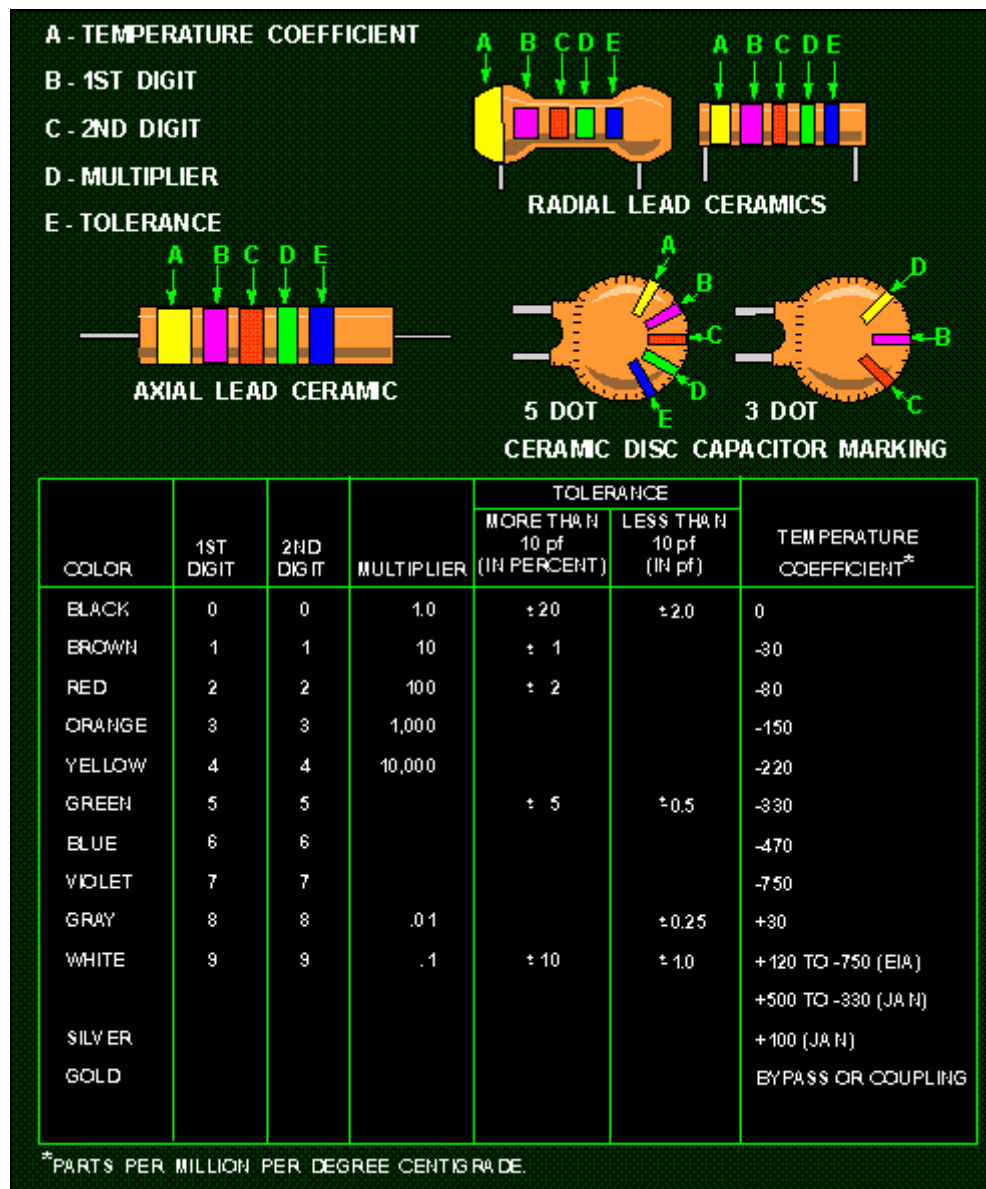 A - TEMPERATURE COEFFICIENT
B - 1ST DIGIT
C - 2ND DIGIT
D - MULTIPLIER
E - TOLERANCE
A B C D E
A B C D E
RADIAL LEAD CERAMICS
A B C D E
AXIAL LEAD CERAMIC
A
B
C
D
E
5 DOT
D
B
C
3 DOT
CERAMIC DISC CAPACITOR MARKING
COLOR
1ST DIGIT
2ND DIGIT
MULTIPLIER
TOLERANCE
MORE THAN 10 pf (IN PERCENT)
LESS THAN 10 pf (IN pf)
TEMPERATURE COEFFICIENT*
BLACK 0 0 1.0 ±20 ±2.0 0
BROWN 1 1 10 ± 1 -30
RED 2 2 100 ± 2 -80
ORANGE 3 3 1,000 -150
YELLOW 4 4 10,000 -220
GREEN 5 5 ± 5 ±0.5 -330
BLUE 6 6 -470
VIOLET 7 7 -750
GRAY 8 8 .01 ±0.25 +30
WHITE 9 9 .1 ±10 ±1.0 +120 TO -750 (EIA)
+500 TO -330 (JAN)
SILVER +100 (JAN)
GOLD BYPASS OR COUPLING
*PARTS PER MILLION PER DEGREE CENTIGRADE.